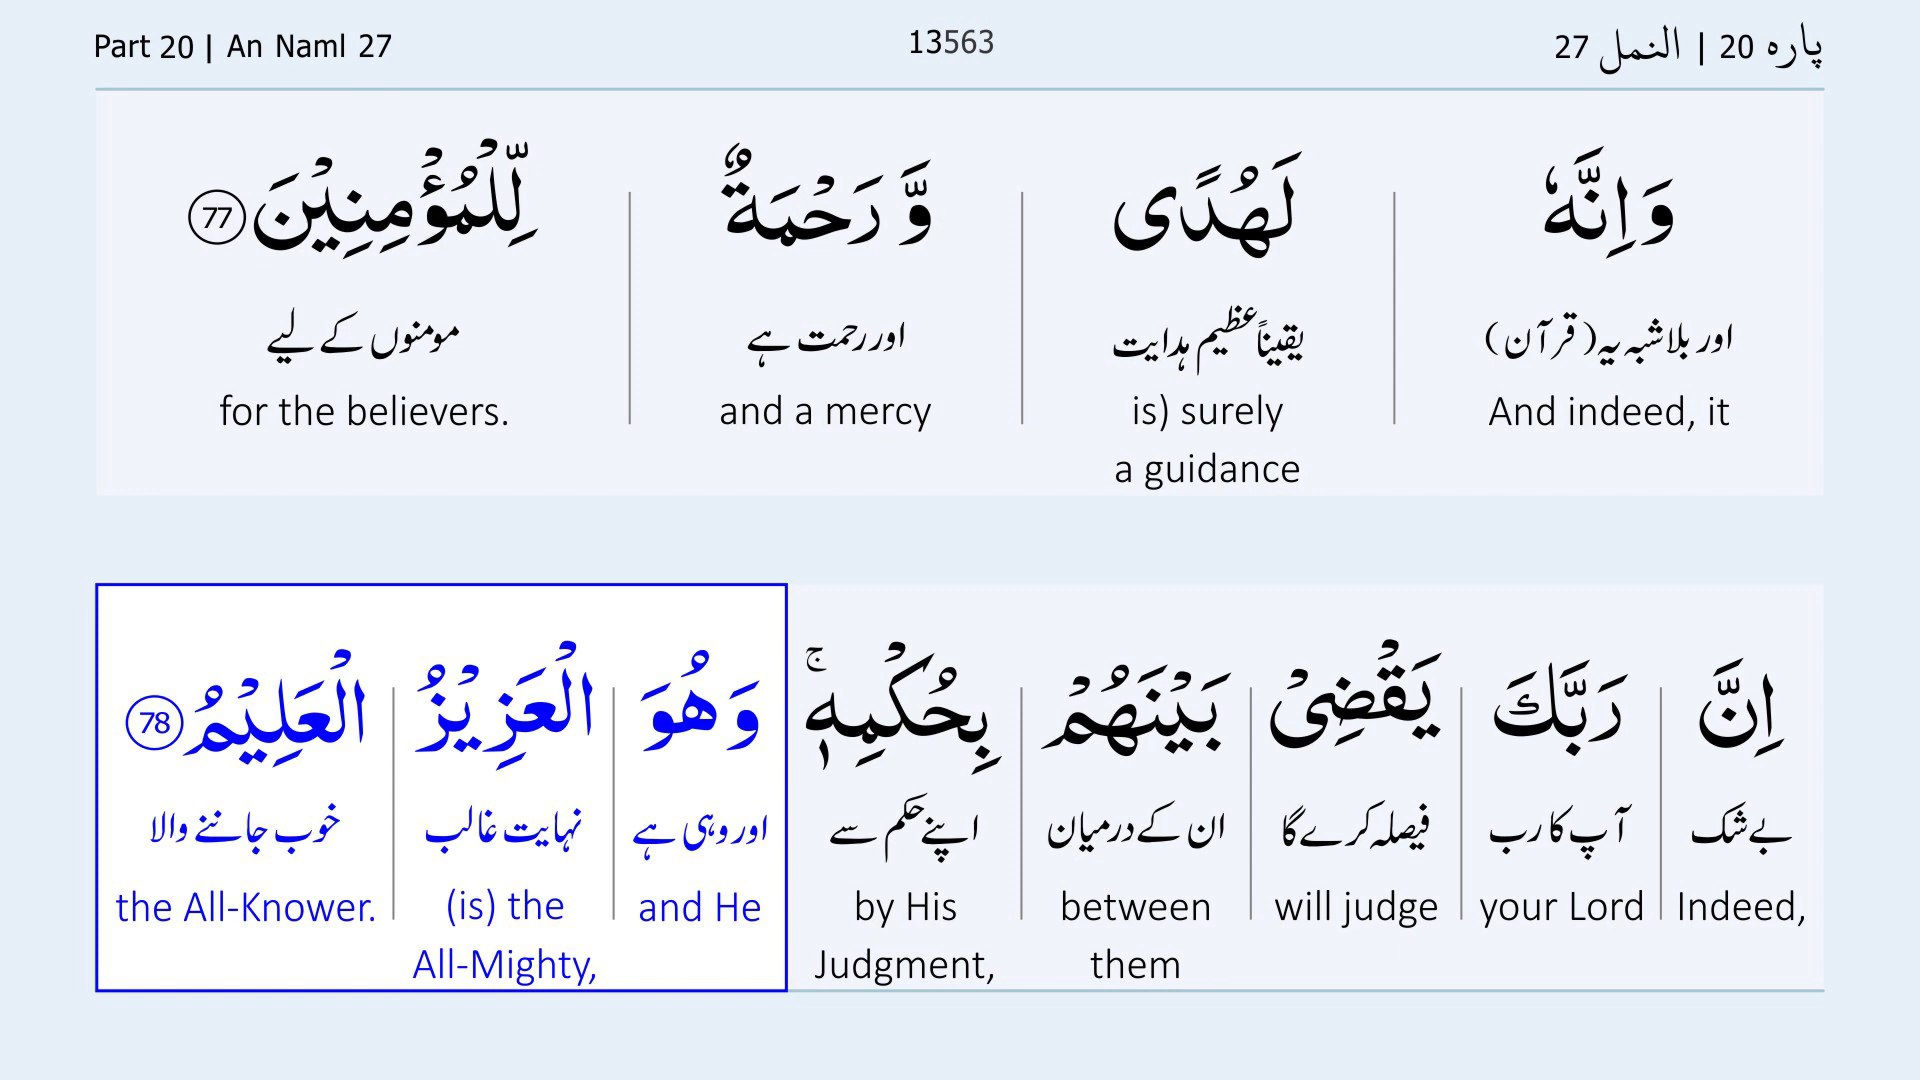 Part 20 | An Naml 27
13563
پارہ 20 | النمل 27
وَاِنَّهٗ لَهُدًى وَّرَحْمَةٌ لِّلْمُؤْمِنِيْنَ 77
اور بلاشبہ یہ (قرآن) یقیناً عظیم ہدایت اور رحمت ہے مومنوں کے لیے
And indeed, it
is) surely
a guidance
and a mercy
for the believers.
اِنَّ رَبَّكَ يَقْضِىْ بَيْنَهُمْ بِحُكْمِهٖ ۚ وَهُوَ الْعَزِيْزُ الْعَلِيْمُ 78
بے شک آپ کا رب فیصلہ کرے گا ان کے درمیان اپنے حکم سے اور وہی ہے نہایت غالب خوب جاننے والا
Indeed,
your Lord
will judge
between
them
by His
Judgment,
and He
(is) the
All-Mighty,
the All-Knower.